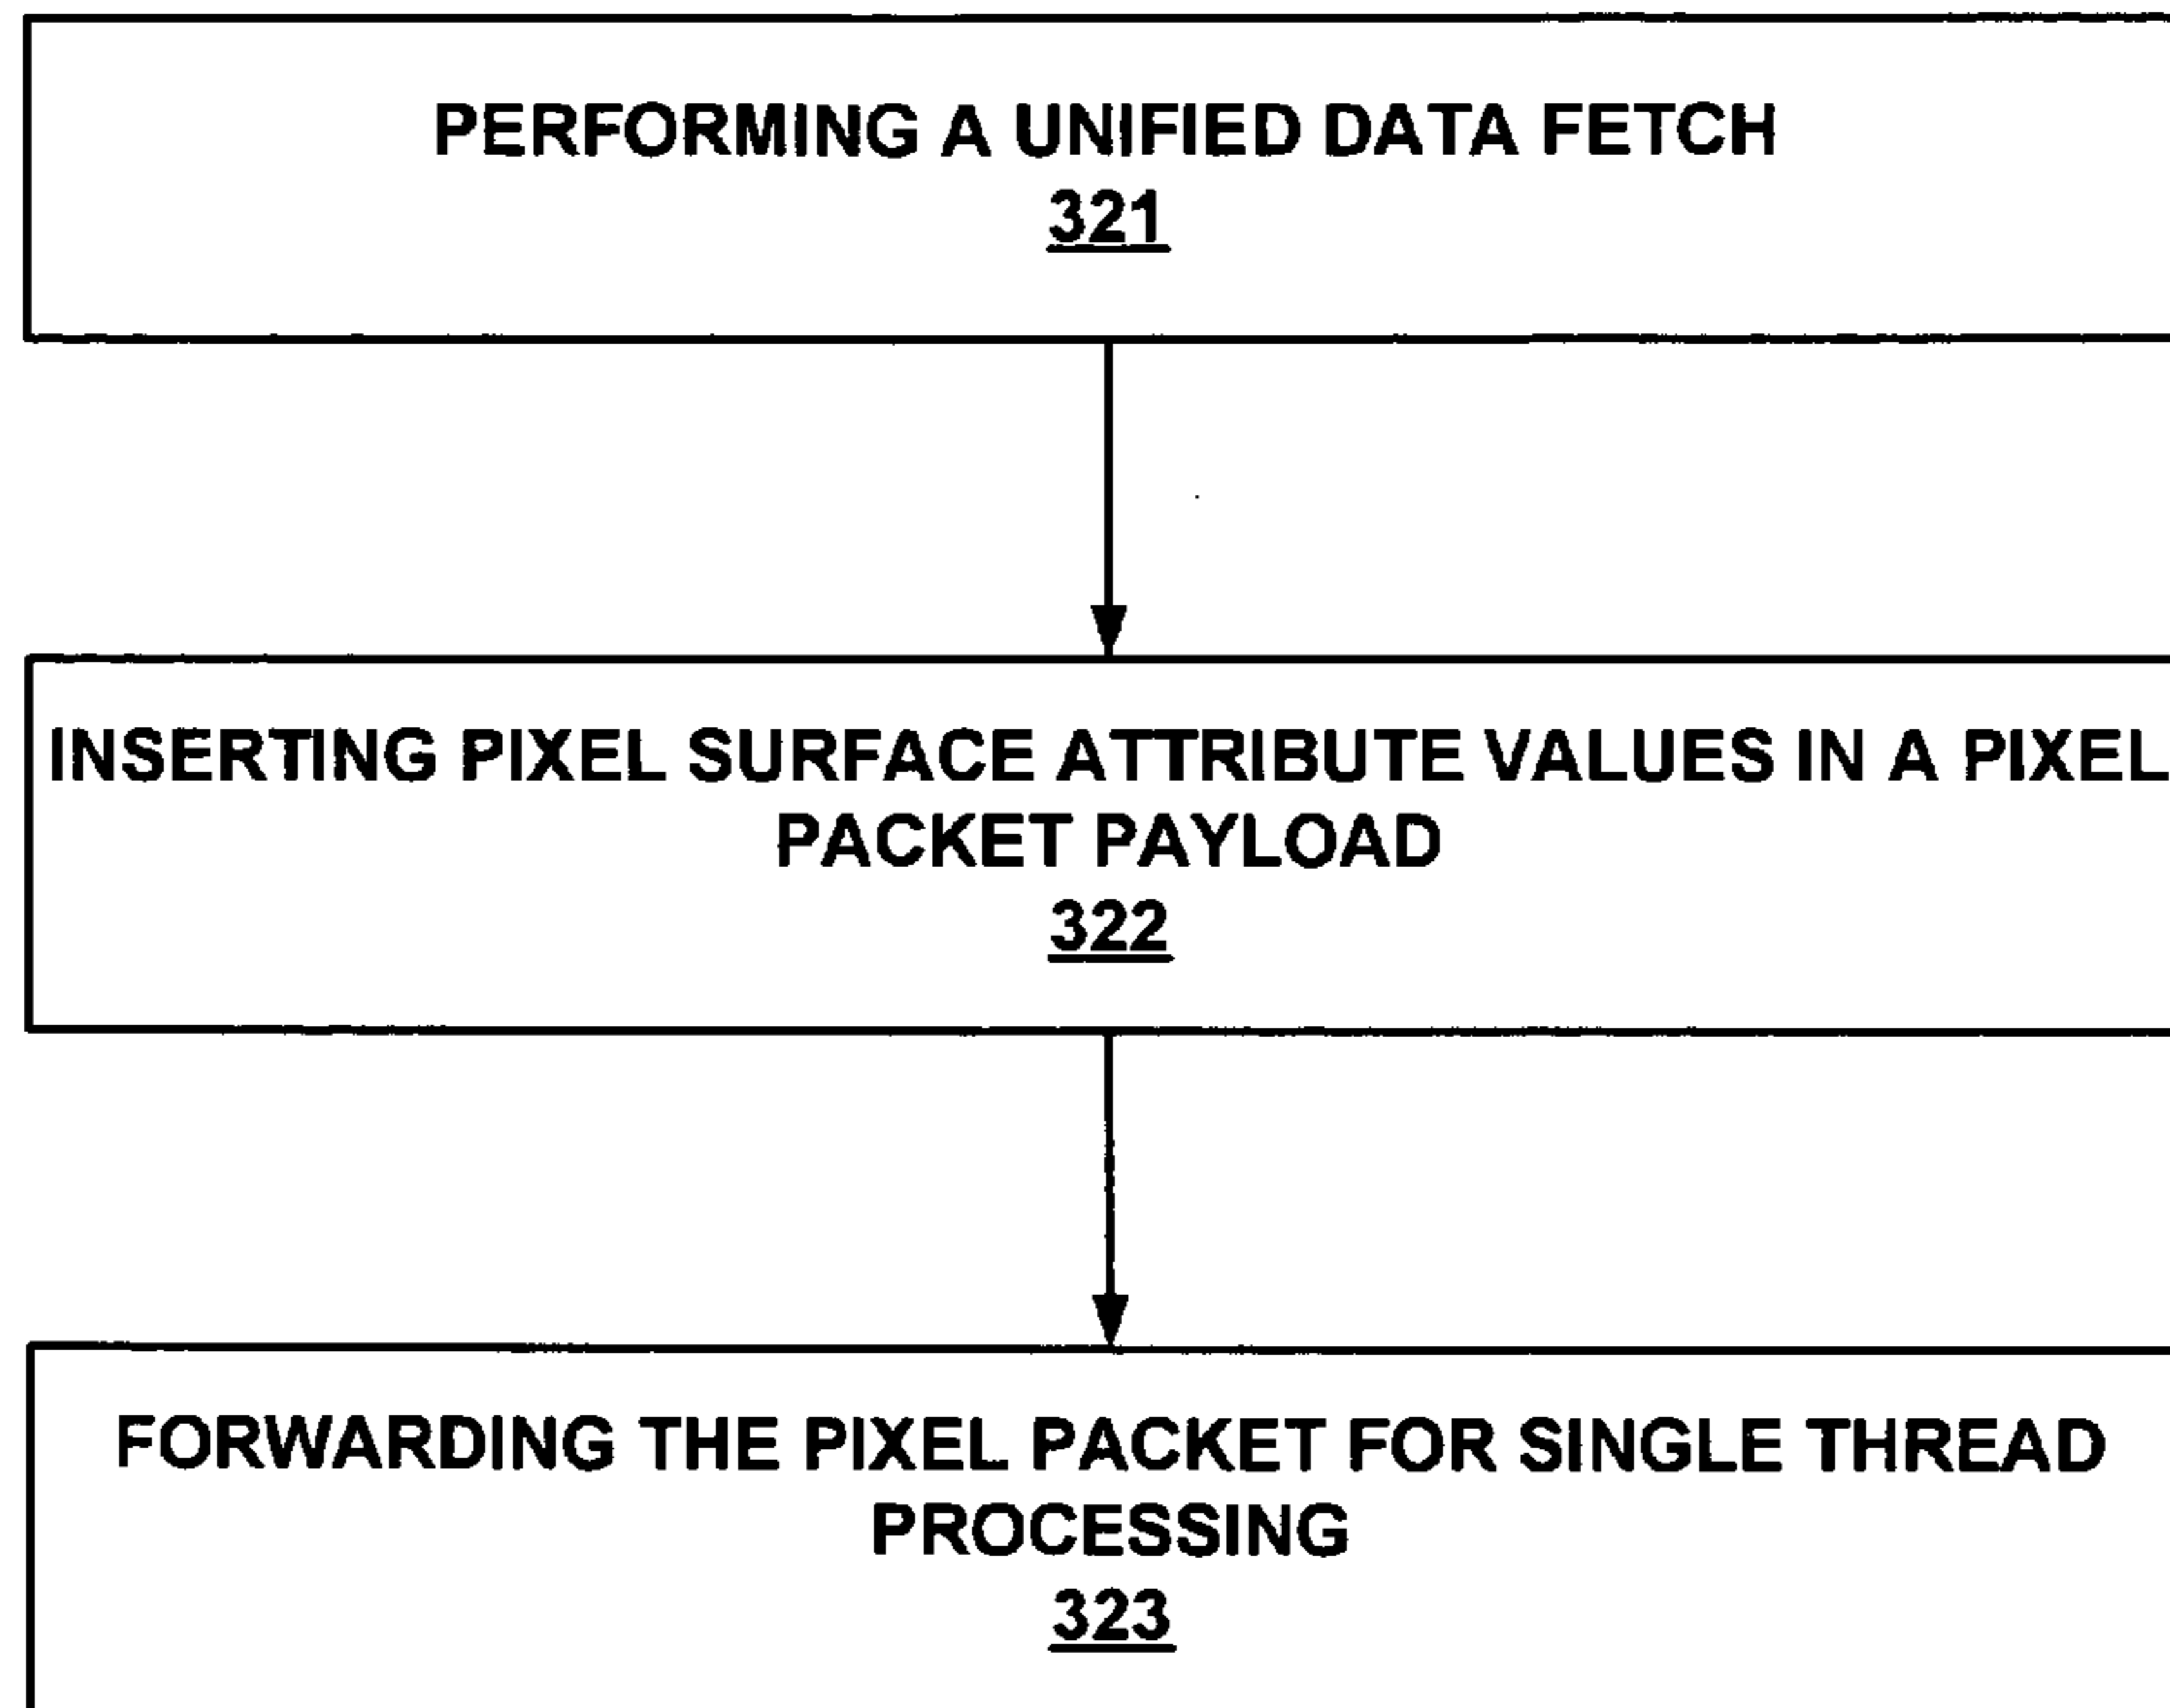 PERFORMING A UNIFIED DATA FETCH
321
INSERTING PIXEL SURFACE ATTRIBUTE VALUES IN A PIXEL
PACKET PAYLOAD
322
FORWARDING THE PIXEL PACKET FOR SINGLE THREAD
PROCESSING
323